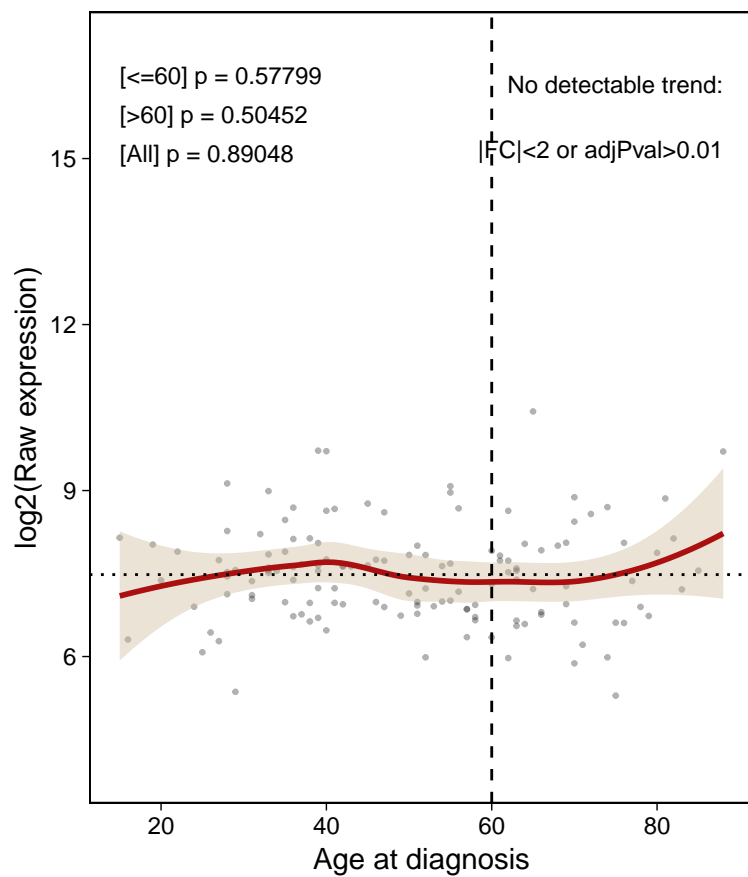 [<=60] p = 0.57799
[>60] p = 0.50452
[All] p = 0.89048
No detectable trend:
|FC|<2 or adjPval>0.01
log2(Raw expression)
15
12
9
6
20
40
60
80
Age at diagnosis